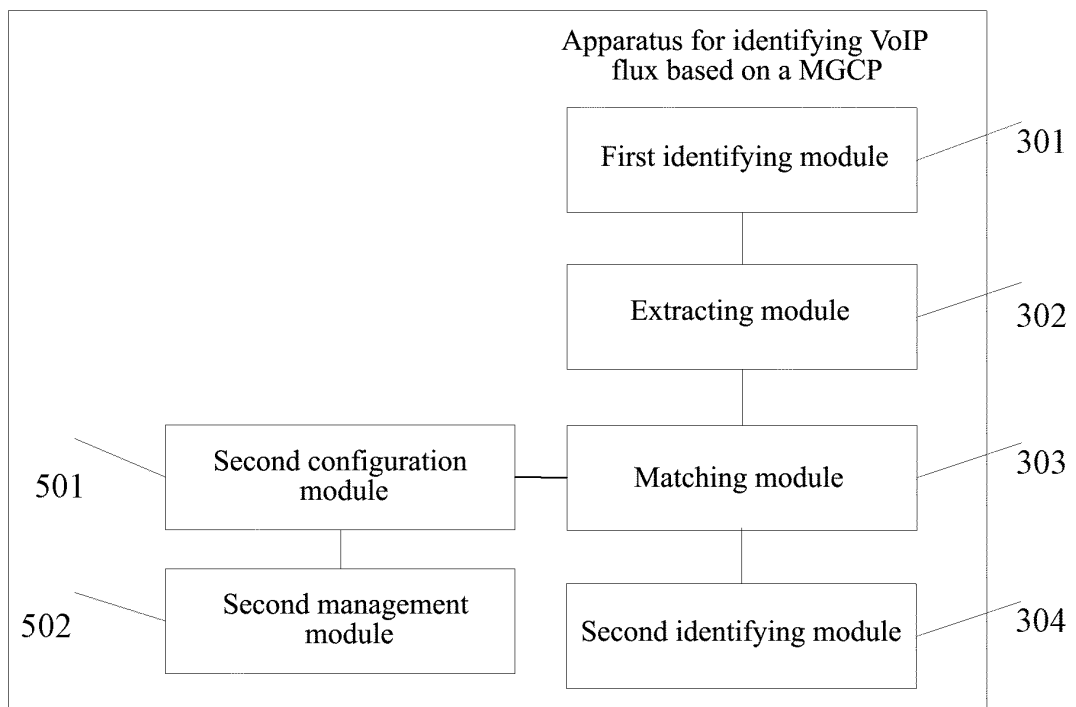 Apparatus for identifying VoIP
flux based on a MGCP
First identifying module
301
Extracting module
302
Second configuration
module
501
Matching module
303
Second management
module
502
Second identifying module
304